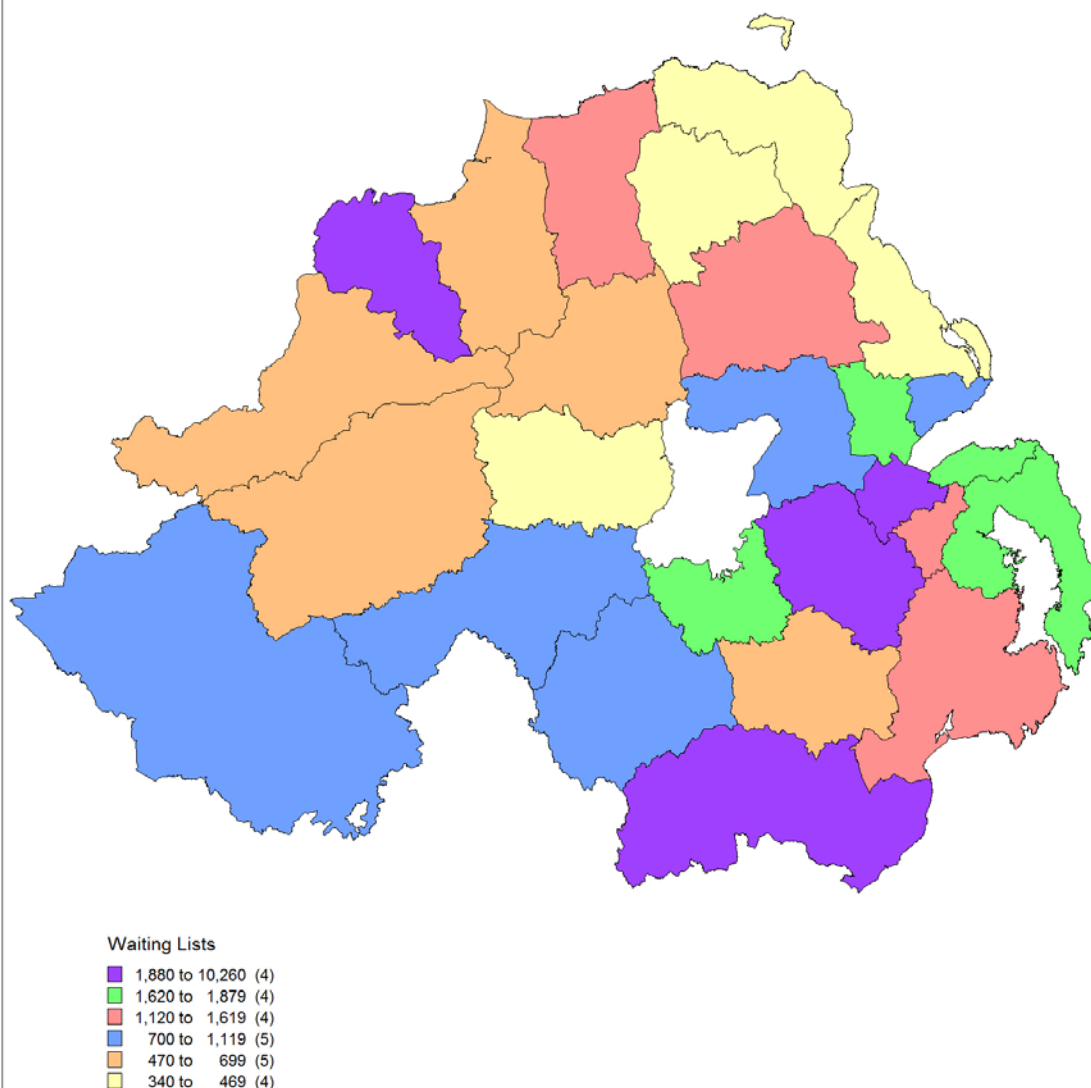 Waiting Lists
1,880 to 10,260 (4)
1,620 to 1,879 (4)
1,120 to 1,619 (4)
700 to 1,119 (5)
470 to 699 (5)
340 to 469 (4)